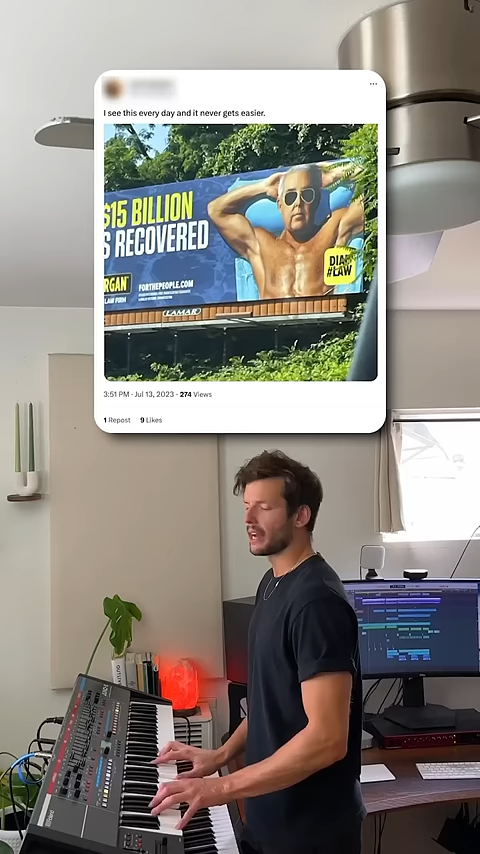 I see this every day and it never gets easier.
$15 BILLION
S RECOVERED
RGAN
LAW FIRM
FORTHEPEOPLE.COM
DIAL
#LAW
LAMAR
3:51 PM · Jul 13, 2023 · 274 Views
1 Repost 9 Likes